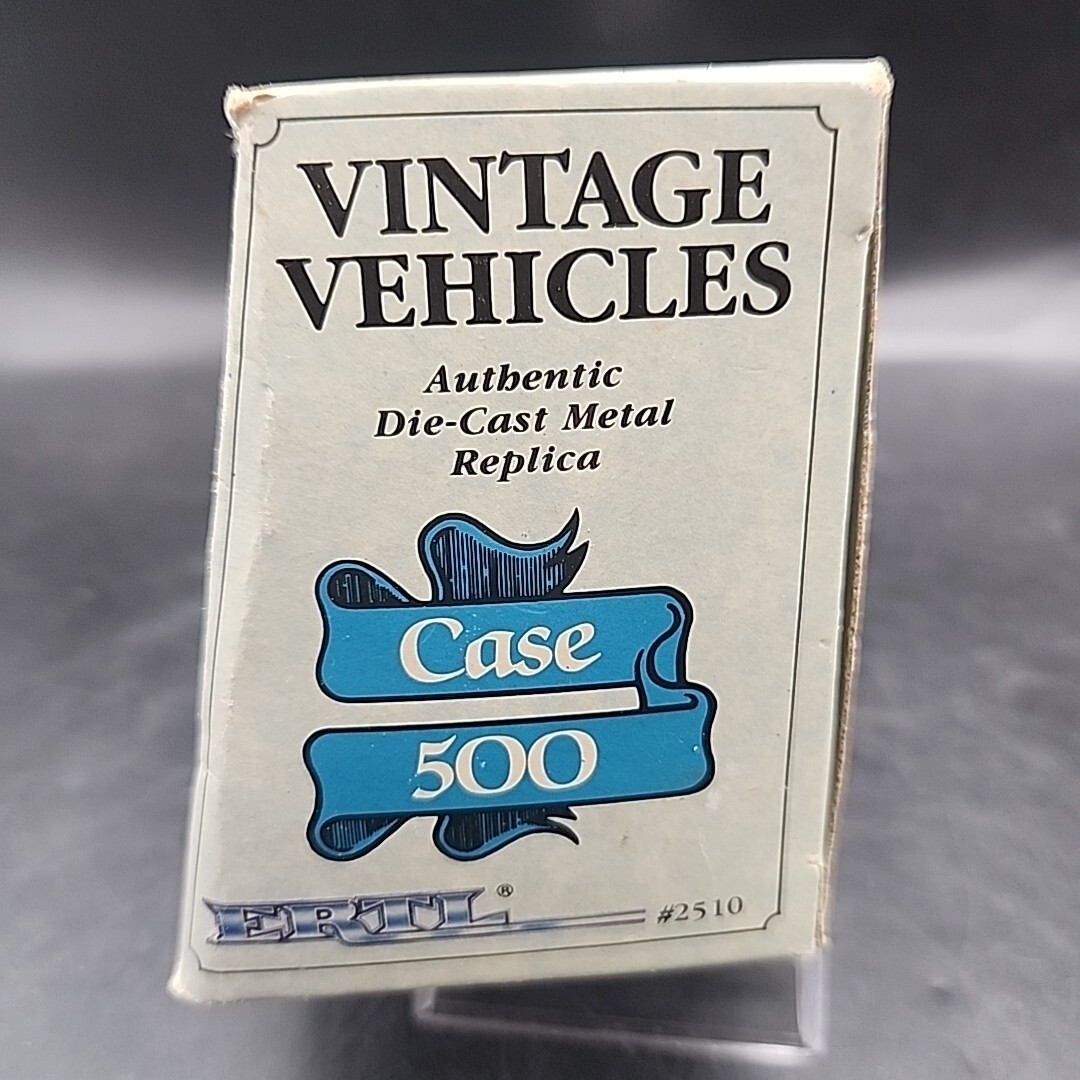 VINTAGE
VEHICLES
Authentic
Die-Cast Metal
Replica
Case
500
ERTL®
#2510